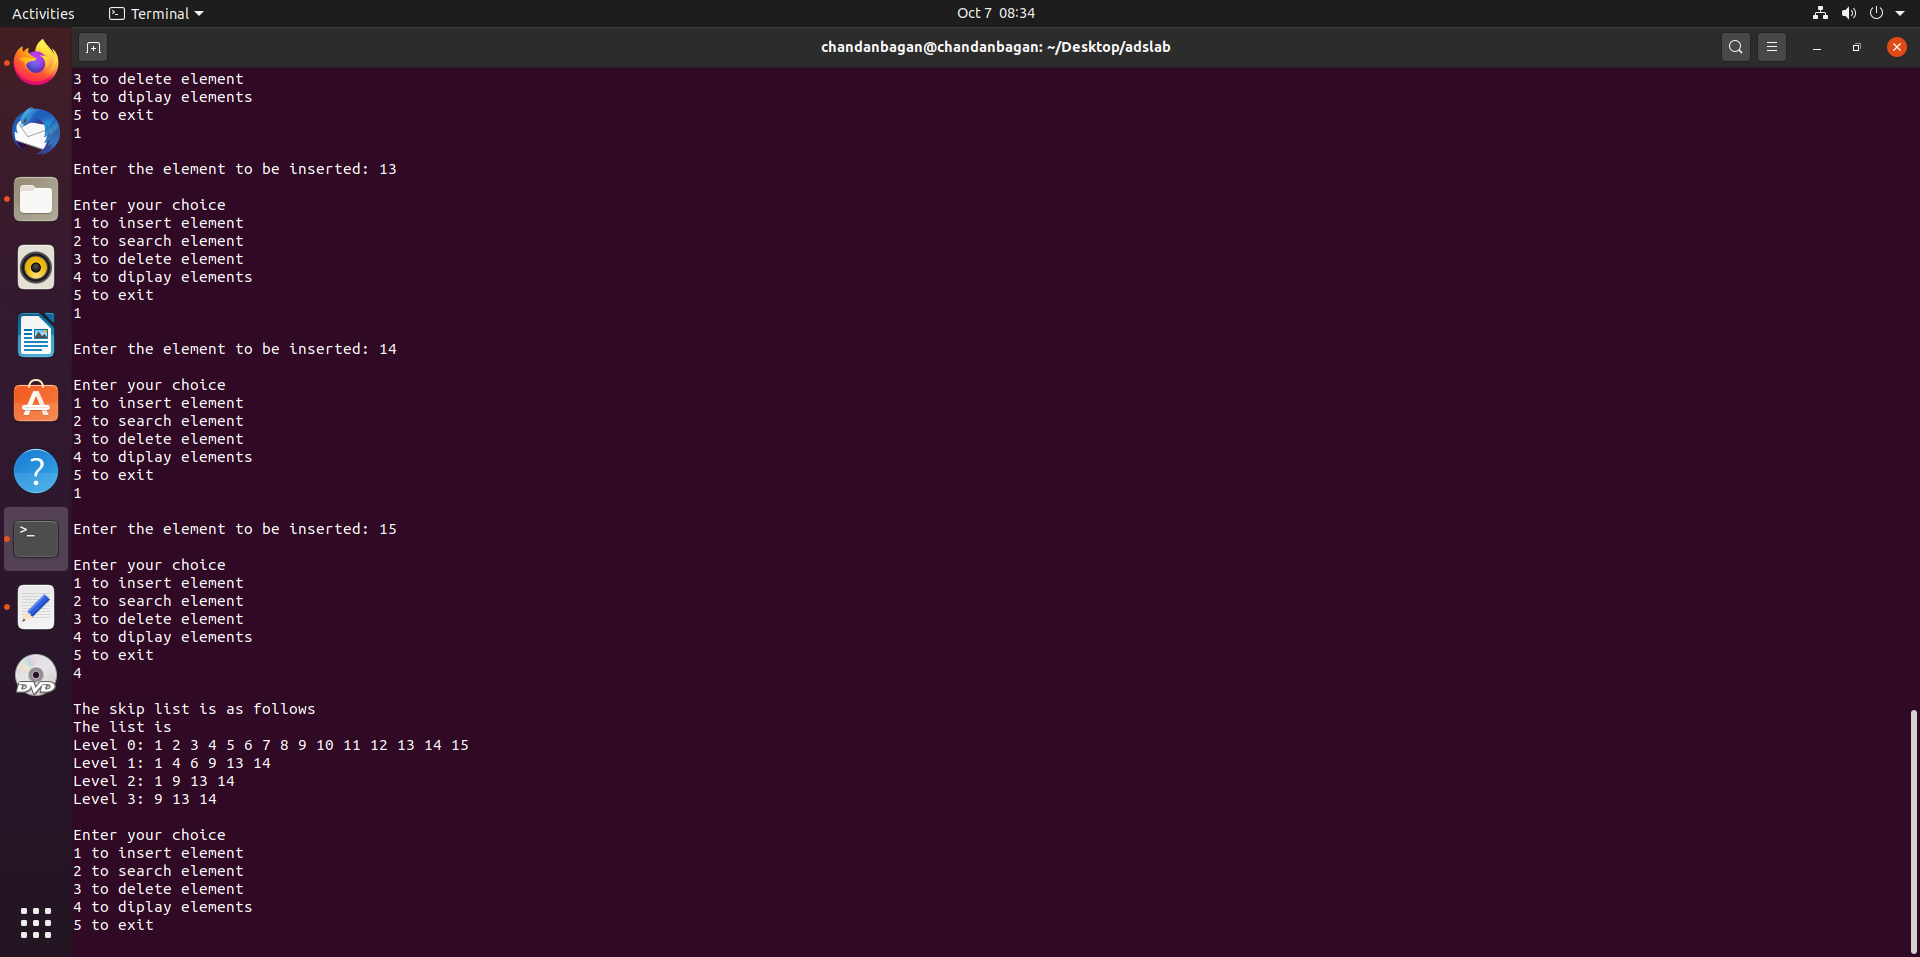 Activities
Terminal
Oct 7 08:34
chandanbagan@chandanbagan: ~/Desktop/adslab
3 to delete element
4 to diplay elements
5 to exit
1
Enter the element to be inserted: 13
Enter your choice
1 to insert element
2 to search element
3 to delete element
4 to diplay elements
5 to exit
1
Enter the element to be inserted: 14
Enter your choice
1 to insert element
2 to search element
3 to delete element
4 to diplay elements
5 to exit
1
Enter the element to be inserted: 15
Enter your choice
1 to insert element
2 to search element
3 to delete element
4 to diplay elements
5 to exit
4
The skip list is as follows
The list is
Level 0: 1 2 3 4 5 6 7 8 9 10 11 12 13 14 15
Level 1: 1 4 6 9 13 14
Level 2: 1 9 13 14
Level 3: 9 13 14
Enter your choice
1 to insert element
2 to search element
3 to delete element
4 to diplay elements
5 to exit
>_
DVD